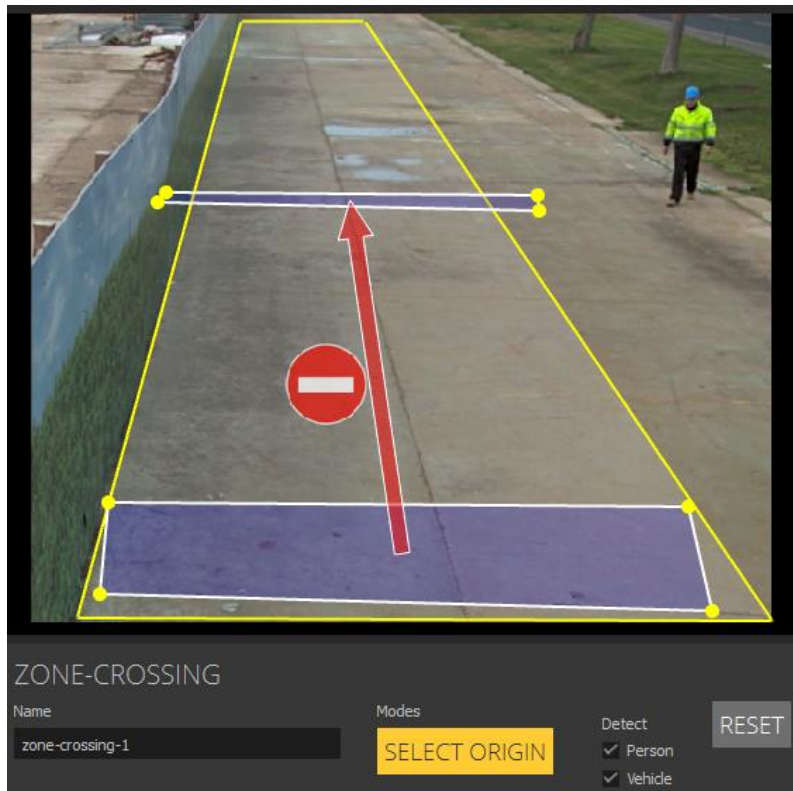 ZONE-CROSSING
Name
Modes
Detect
RESET
zone-crossing-1
SELECT ORIGIN
Person
Vehicle